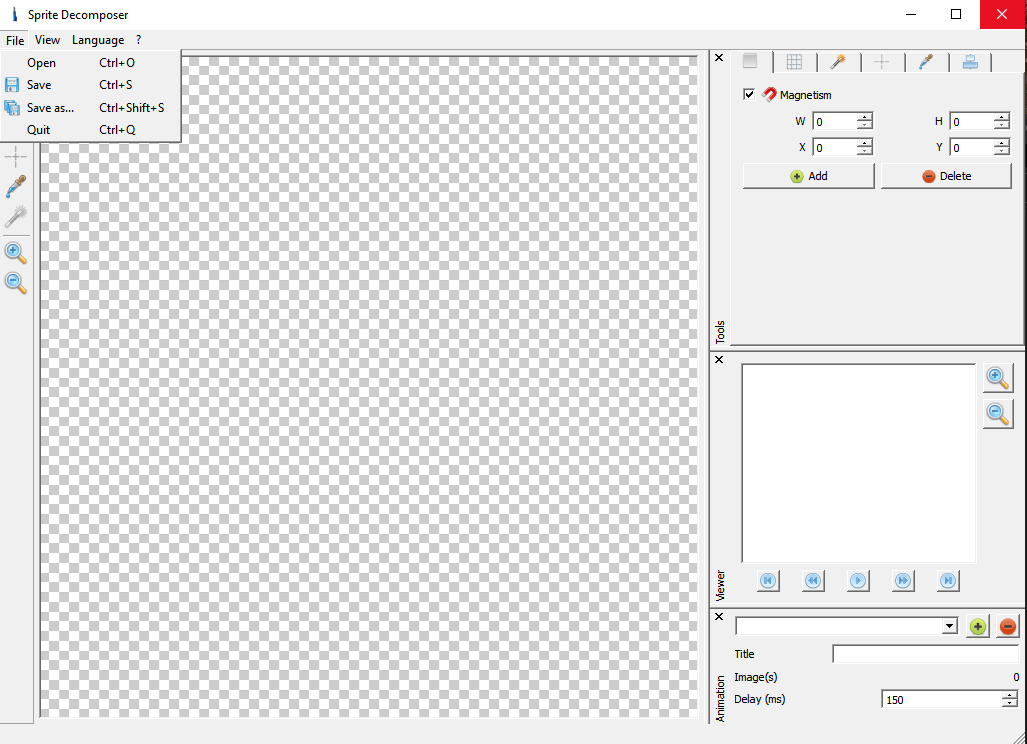 Sprite Decomposer
File View Language ?
Open Ctrl+O
Save Ctrl+S
Save as... Ctrl+Shift+S
Quit Ctrl+Q
Magnetism
W 0 H 0
X 0 Y 0
Add Delete
Tools
Viewer
Title
Image(s) 0
Delay (ms) 150
Animation